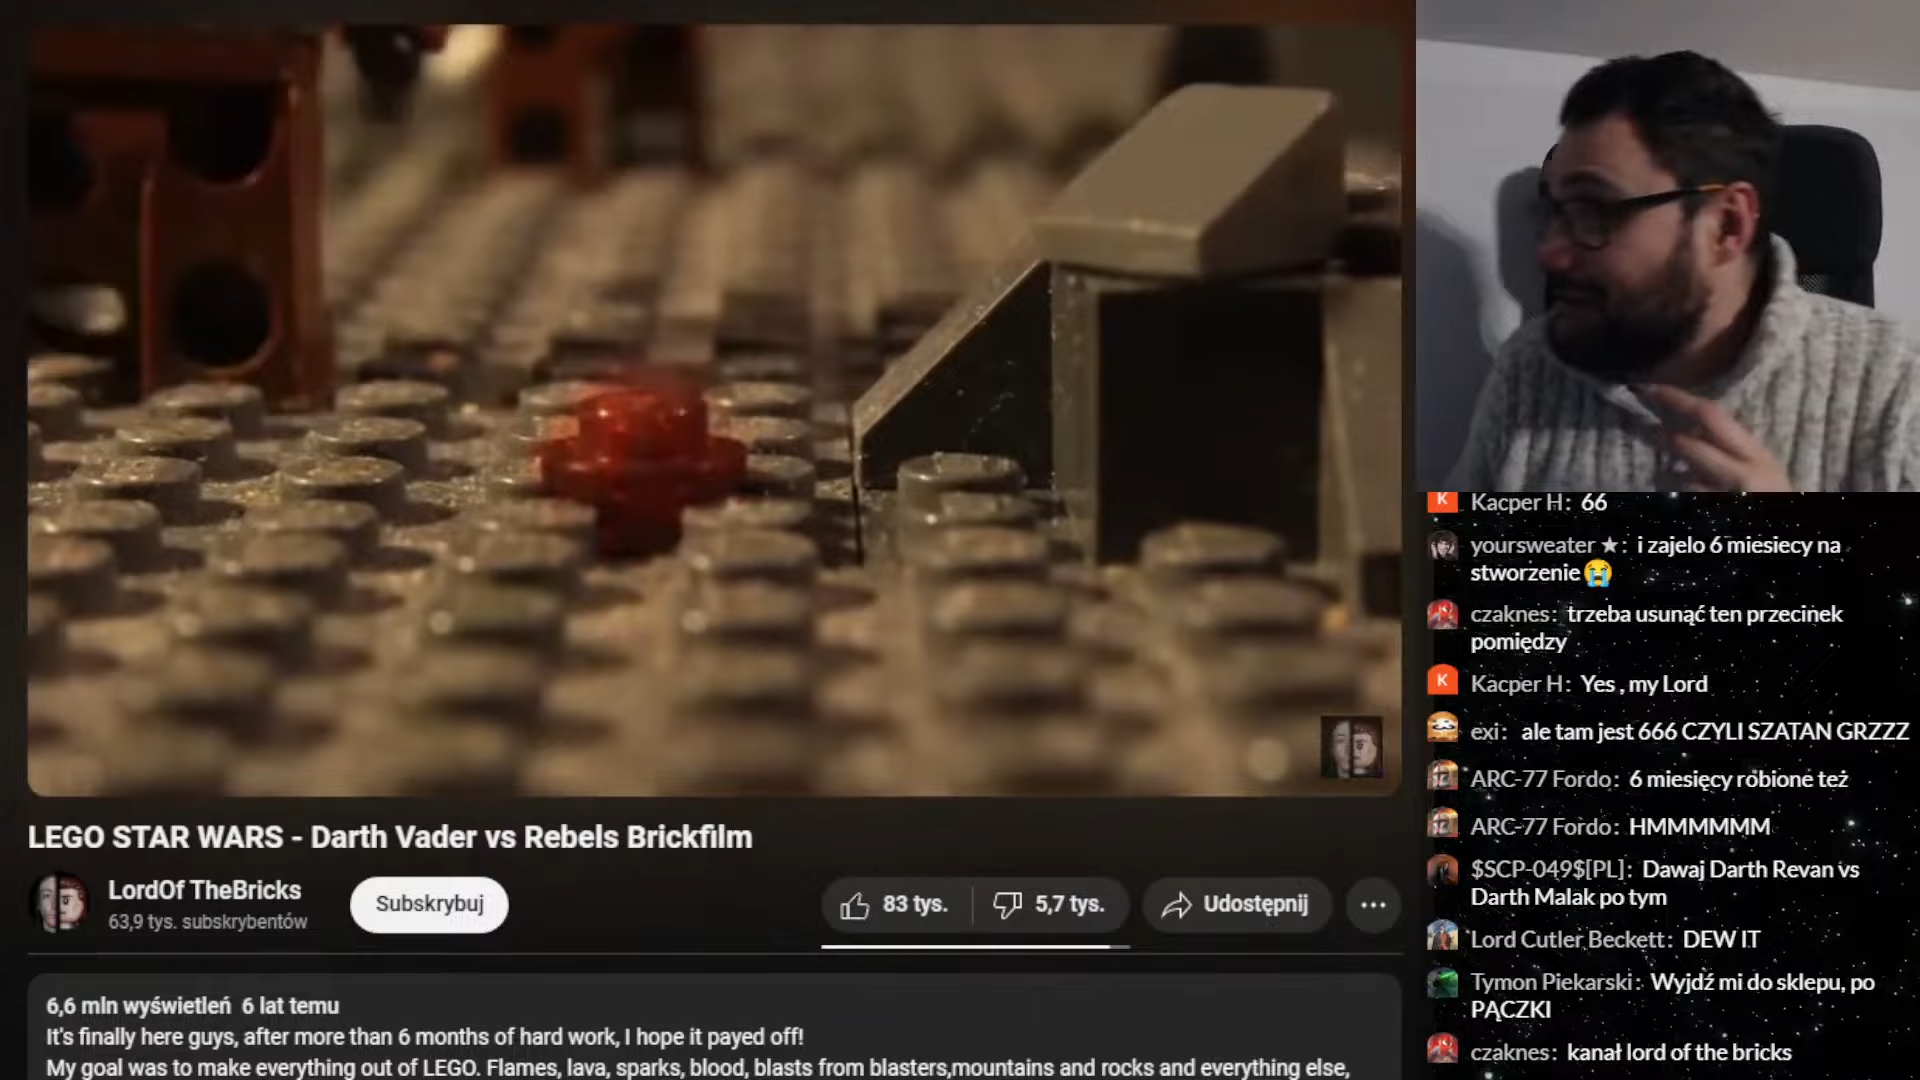 LEGO STAR WARS - Darth Vader vs Rebels Brickfilm
LordOf TheBricks
63,9 tys. subskrybentów
Subskrybuj
83 tys.
5,7 tys.
Udostępnij
6,6 mln wyświetleń 6 lat temu
It's finally here guys, after more than 6 months of hard work, I hope it payed off!
My goal was to make everything out of LEGO. Flames, lava, sparks, blood, blasts from blasters,mountains and rocks and everything else,
K
Kacper H: 66
yoursweater ★: i zajelo 6 miesiecy na
stworzenie😭
czaknes: trzeba usunąć ten przecinek
pomiędzy
K
Kacper H: Yes , my Lord
exi: ale tam jest 666 CZYLI SZATAN GRZZZ
ARC-77 Fordo: 6 miesięcy robione też
ARC-77 Fordo: HMMMMMM
$SCP-049$[PL]: Dawaj Darth Revan vs
Darth Malak po tym
Lord Cutler Beckett: DEW IT
Tymon Piekarski: Wyjdź mi do sklepu, po
PĄCZKI
czaknes: kanał lord of the bricks